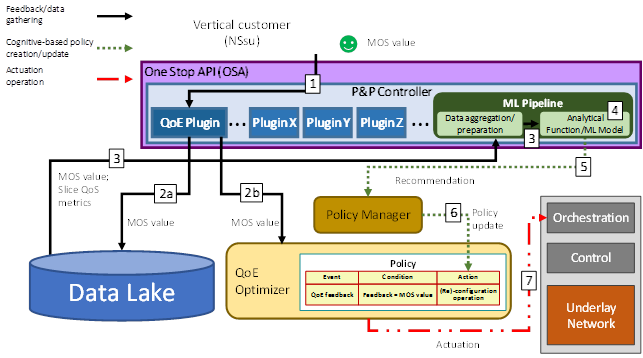 Feedback/data
gathering
Cognitive-based policy
creation/update
Actuation
operation
Vertical customer
(NSsu)
MOS value
One Stop API (OSA)
1
P&P Controller
QoE Plugin
...
Plugin X
Plugin Y
Plugin Z
...
ML Pipeline
Data aggregation/
preparation
3
4
Analytical
Function/ML Model
3
MOS value;
Slice QoS
metrics
2a
2b
MOS value
MOS value
Recommendation
5
Policy Manager
6
Policy
update
Data Lake
QoE
Optimizer
Policy
Event
Condition
Action
QoE feedback
Feedback = MOS value
(Re)-configuration
operation
7
Actuation
Orchestration
Control
Underlay
Network